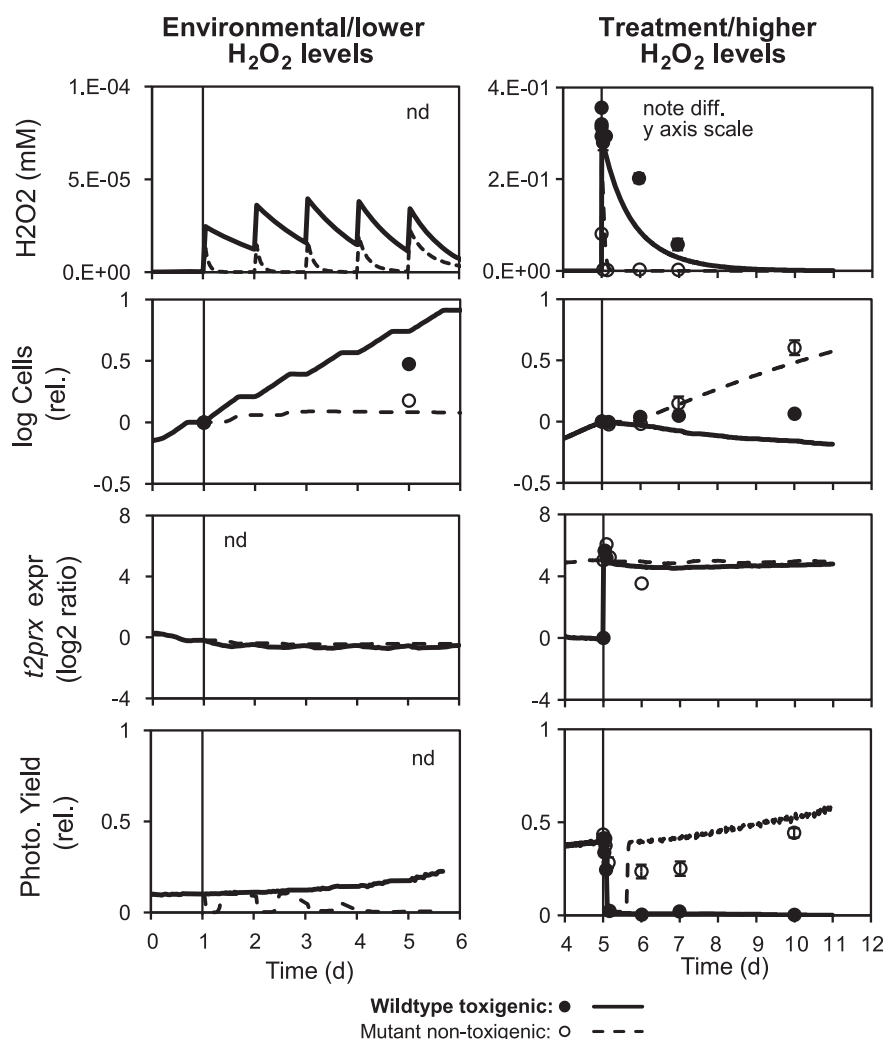 Environmental/lower
H2O2 levels
Treatment/higher
H2O2 levels
H2O2 (mM)
1.E-04
5.E-05
0.E+00
nd
4.E-01
2.E-01
0.E+00
note diff.
y axis scale
log Cells
(rel.)
1
0.5
0
-0.5
1
0.5
0
-0.5
t2prx expr
(log2 ratio)
8
4
0
-4
nd
8
4
0
-4
Photo. Yield
(rel.)
1
0.5
0
nd
1
0.5
0
0 1 2 3 4 5 6
4 5 6 7 8 9 10 11 12
Time (d)
Time (d)
Wildtype toxigenic:
Mutant non-toxigenic: